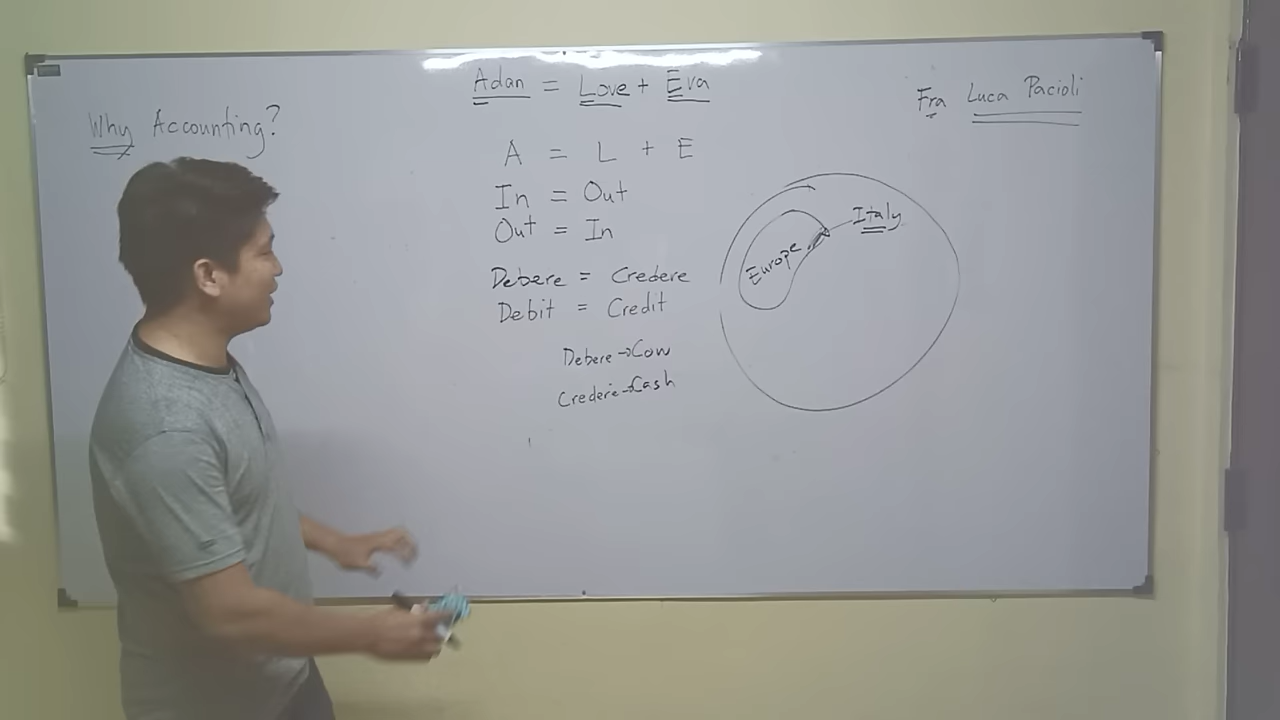 Adan = Love + Eva
Fra Luca Pacioli
Why Accounting?
A = L + E
In = Out
Out = In
Italy
Europe
Debere = Credere
Debit = Credit
Debere → Cow
Credere → Cash